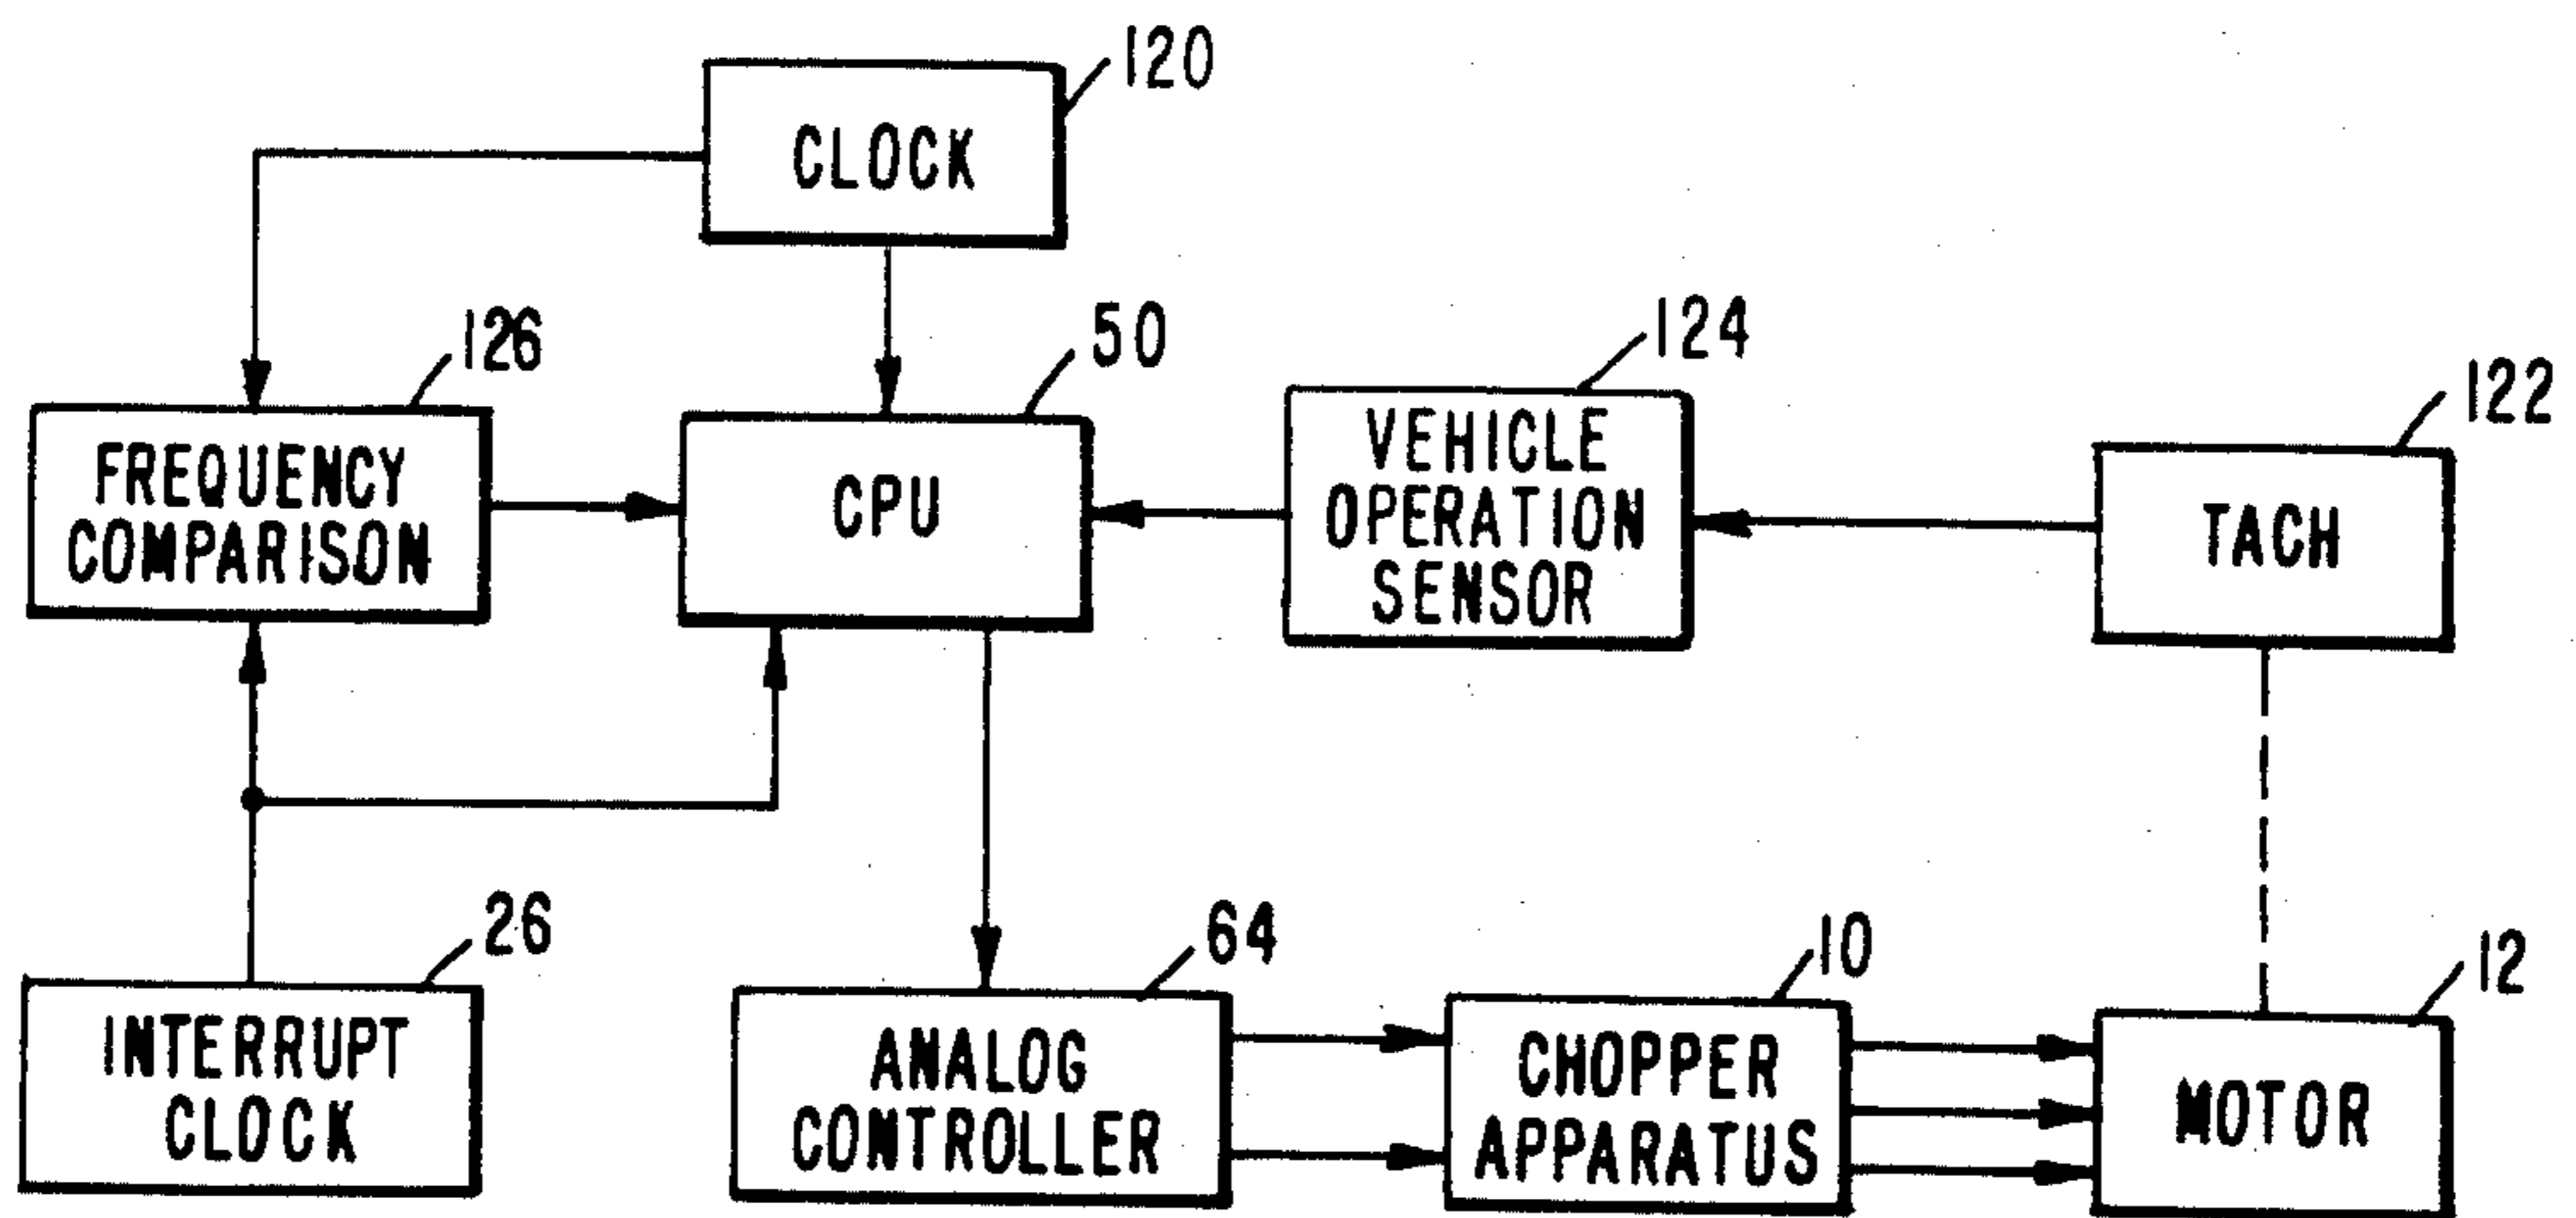 120
CLOCK
126
50
124
122
FREQUENCY
COMPARISON
CPU
VEHICLE
OPERATION
SENSOR
TACH
26
64
10
12
INTERRUPT
CLOCK
ANALOG
CONTROLLER
CHOPPER
APPARATUS
MOTOR